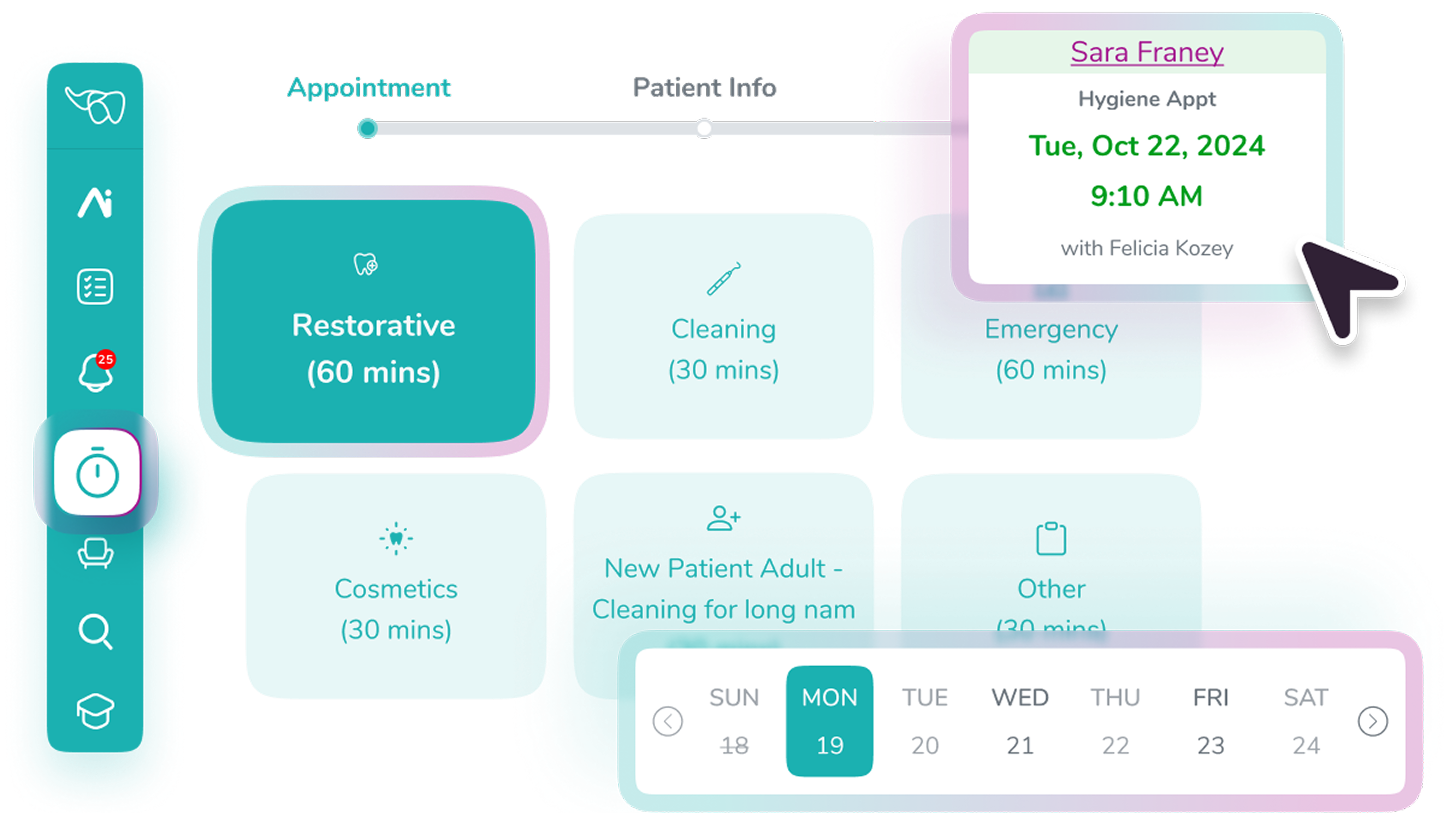 Appointment
Patient Info
Sara Franey
Hygiene Appt
Tue, Oct 22, 2024
9:10 AM
with Felicia Kozey
Ai
25
Restorative
(60 mins)
Cleaning
(30 mins)
Emergency
(60 mins)
Cosmetics
(30 mins)
New Patient Adult -
Cleaning for long nam
Other
(30 mins)
SUN MON TUE WED THU FRI SAT
18 19 20 21 22 23 24